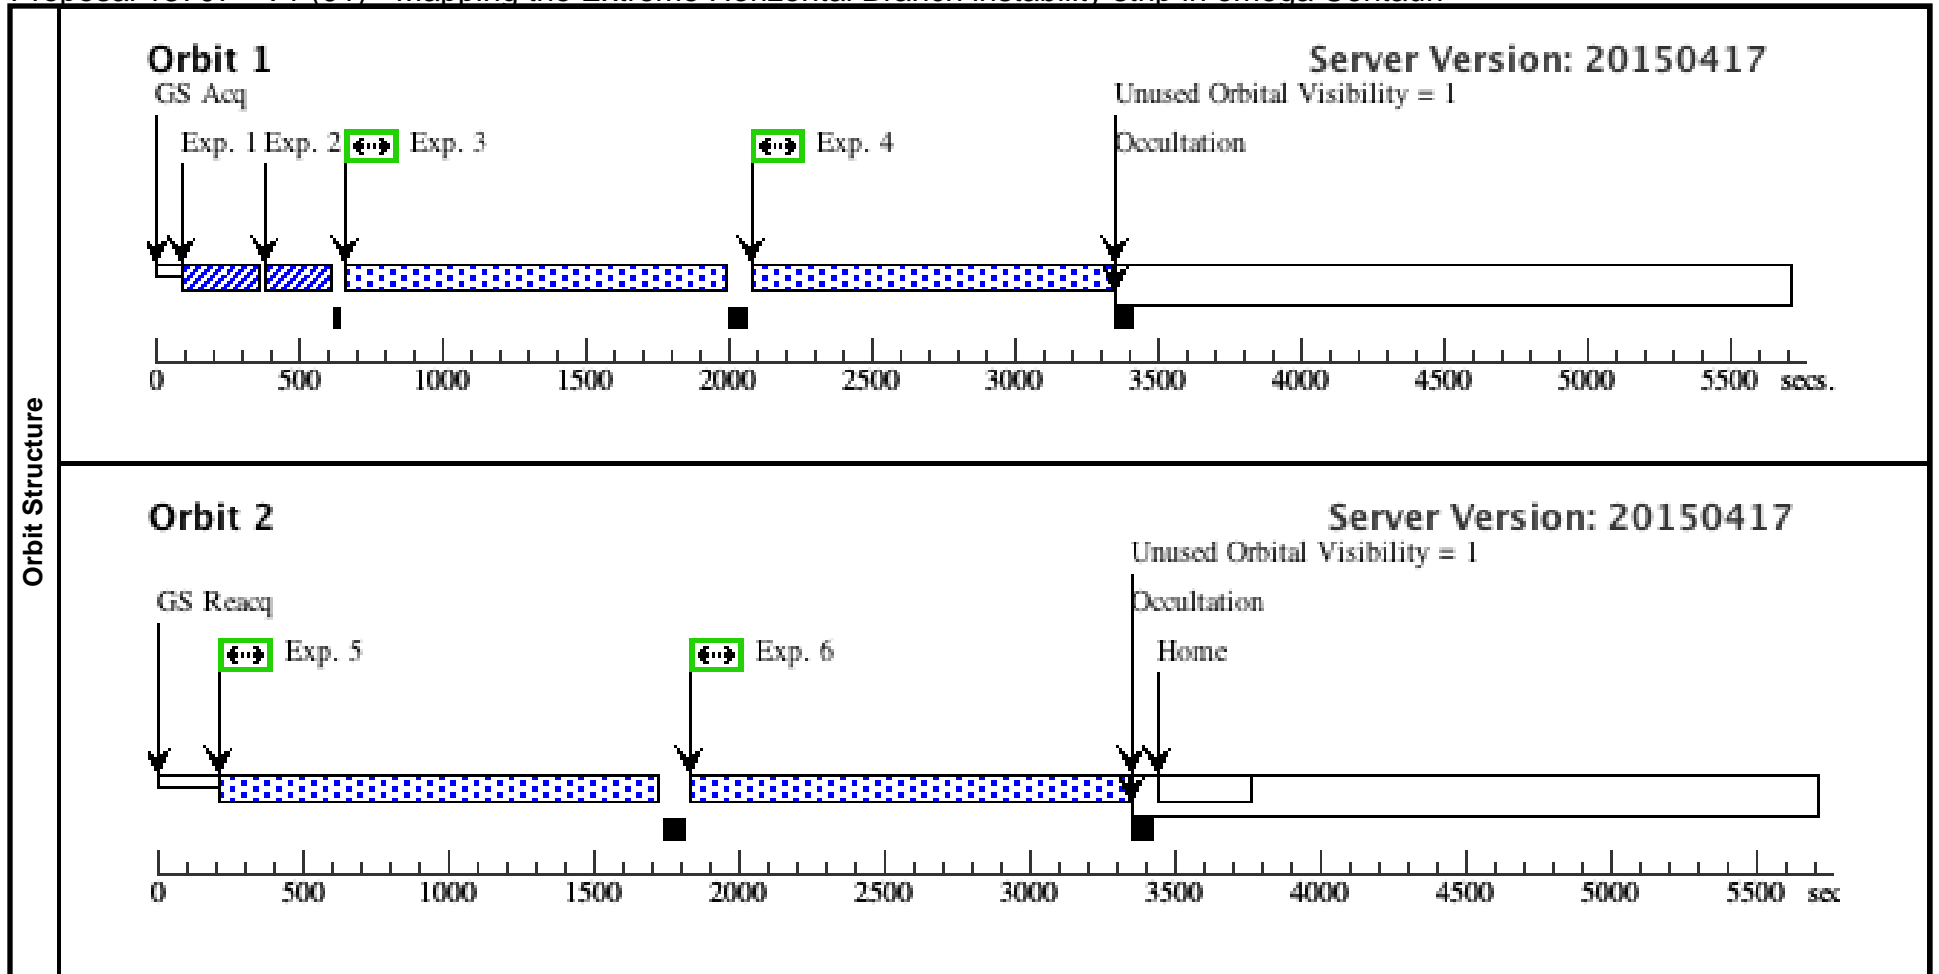 Orbit Structure
Orbit 1
Server Version: 20150417
GS Acq
Unused Orbital Visibility = 1
Exp. 1 Exp. 2 Exp. 3 Exp. 4
Occultation
0 500 1000 1500 2000 2500 3000 3500 4000 4500 5000 5500 secs.
Orbit 2
Server Version: 20150417
Unused Orbital Visibility = 1
GS Reacq
Occultation
Exp. 5 Exp. 6 Home
0 500 1000 1500 2000 2500 3000 3500 4000 4500 5000 5500 sec